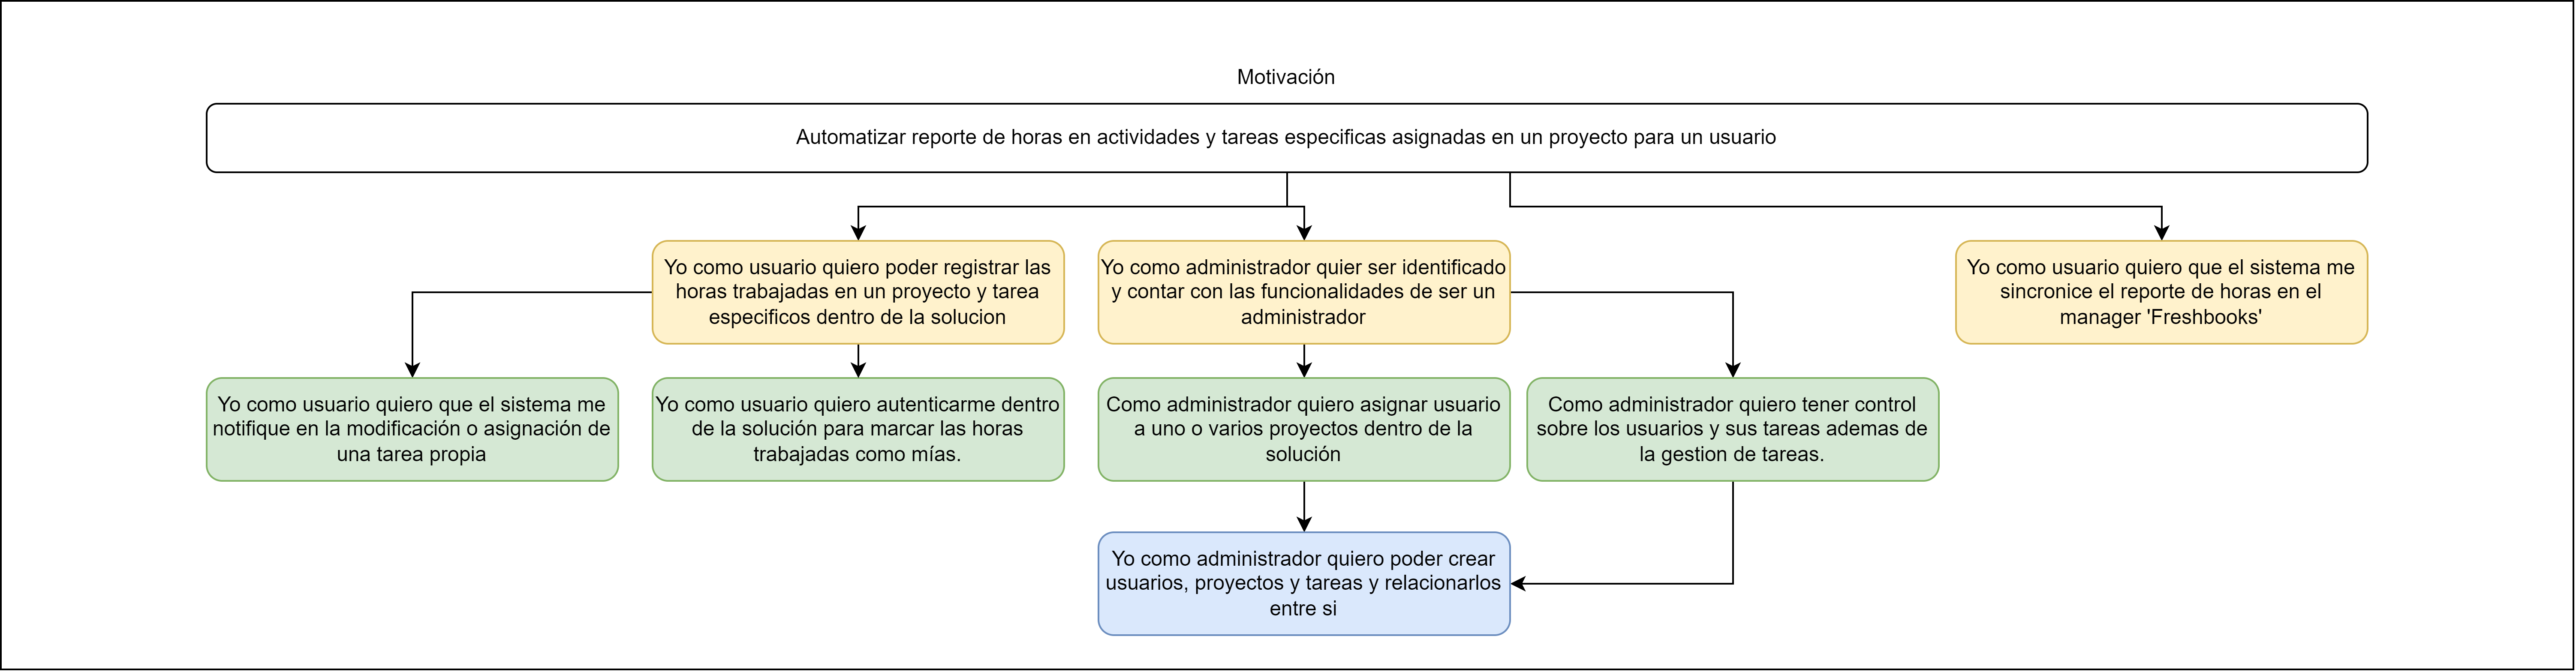 Motivación
Automatizar reporte de horas en actividades y tareas especificas asignadas en un proyecto para un usuario
Yo como usuario quiero poder registrar las
horas trabajadas en un proyecto y tarea
especificos dentro de la solucion
Yo como administrador quier ser identificado
y contar con las funcionalidades de ser un
administrador
Yo como usuario quiero que el sistema me
sincronice el reporte de horas en el
manager 'Freshbooks'
Yo como usuario quiero que el sistema me
notifique en la modificación o asignación de
una tarea propia
Yo como usuario quiero autenticarme dentro
de la solución para marcar las horas
trabajadas como mías.
Como administrador quiero asignar usuario
a uno o varios proyectos dentro de la
solución
Como administrador quiero tener control
sobre los usuarios y sus tareas ademas de
la gestion de tareas.
Yo como administrador quiero poder crear
usuarios, proyectos y tareas y relacionarlos
entre si